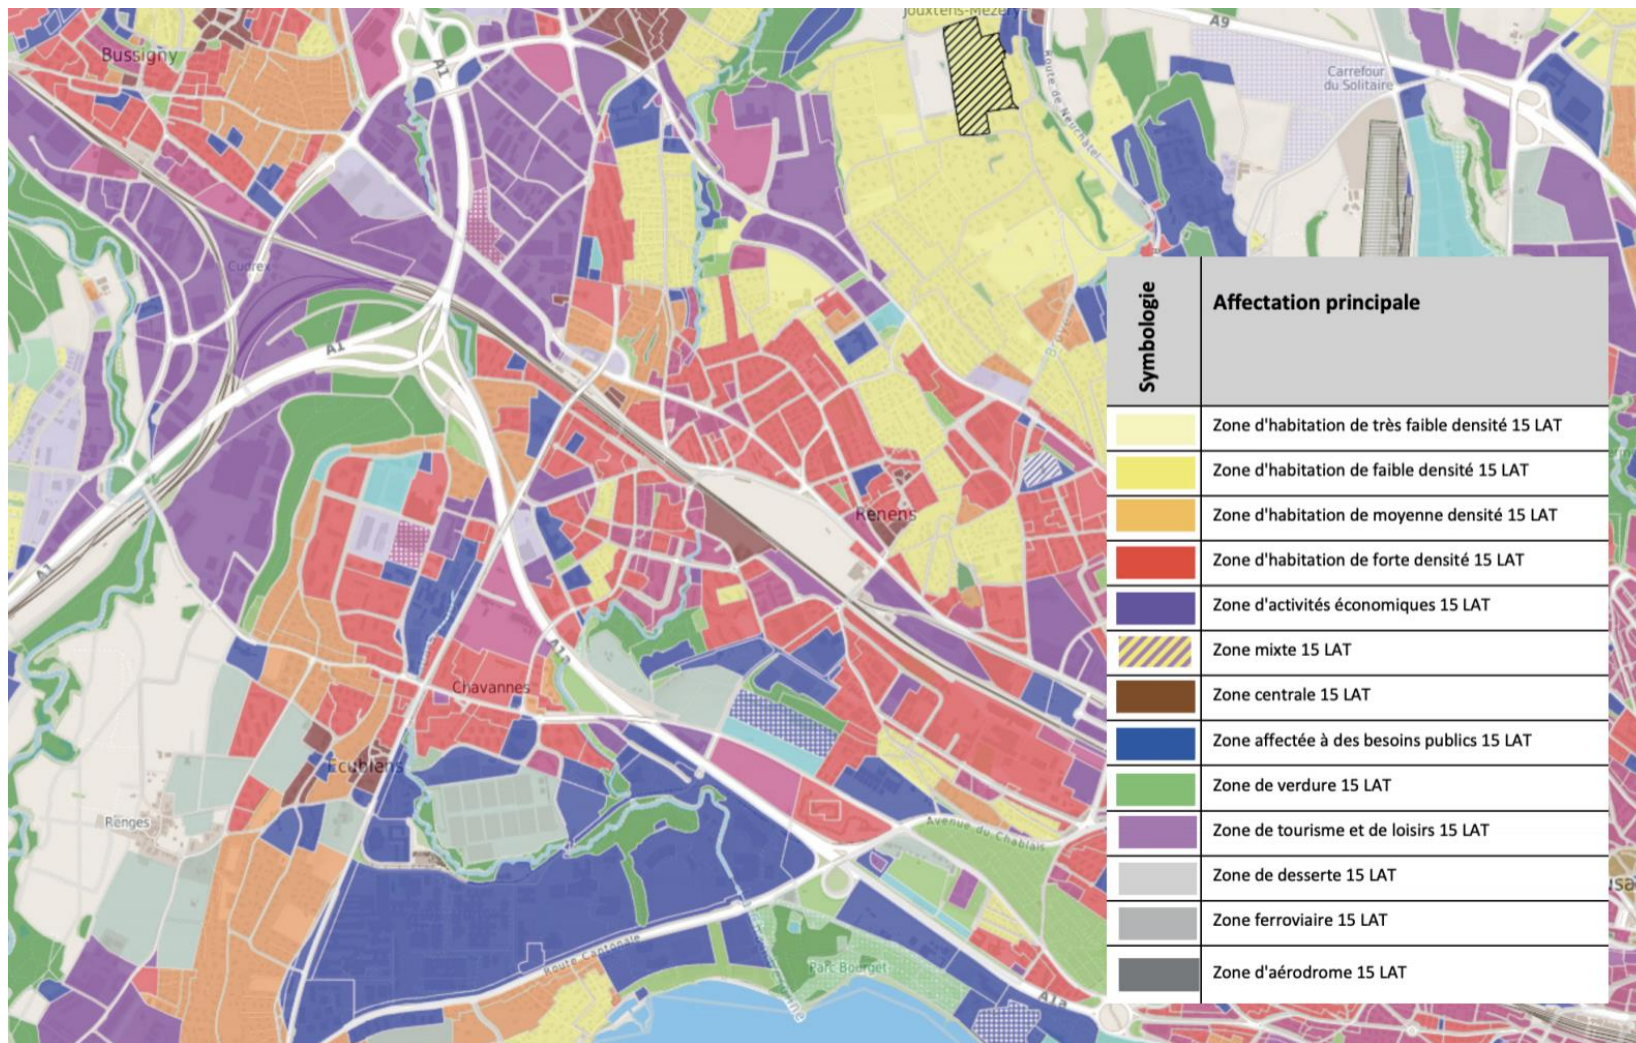 Jouxtens-Mézery
A9
Bussigny
A1
Route de Neuchâtel
Carrefour
du Solitaire
Cudrex
A1
A1
Renens
A1a
Chavannes
Ecublens
Renges
Avenue du Chablais
Route Cantonale
Parc Bourget
A1a
Symbologie
Affectation principale
Zone d'habitation de très faible densité 15 LAT
Zone d'habitation de faible densité 15 LAT
Zone d'habitation de moyenne densité 15 LAT
Zone d'habitation de forte densité 15 LAT
Zone d'activités économiques 15 LAT
Zone mixte 15 LAT
Zone centrale 15 LAT
Zone affectée à des besoins publics 15 LAT
Zone de verdure 15 LAT
Zone de tourisme et de loisirs 15 LAT
Zone de desserte 15 LAT
Zone ferroviaire 15 LAT
Zone d'aérodrome 15 LAT